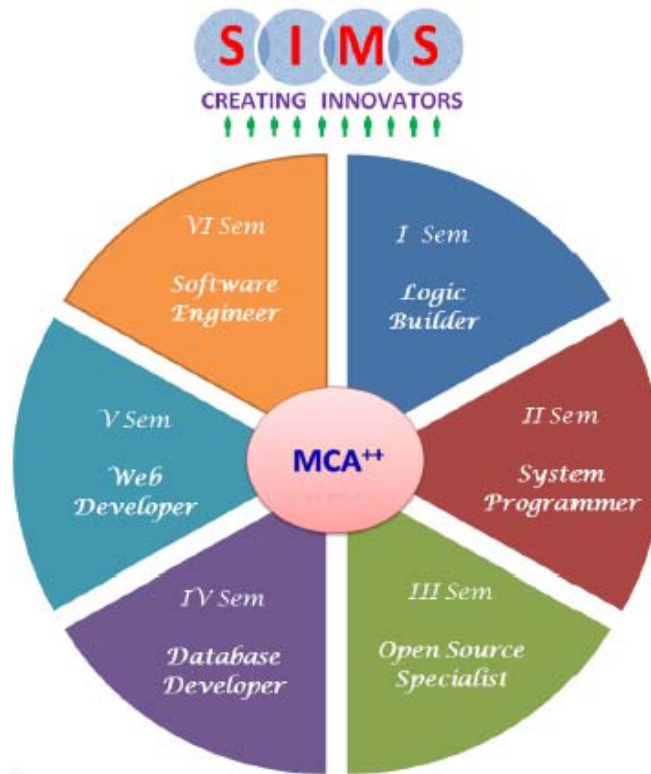 SIMS
CREATING INNOVATORS
I Sem
Logic
Builder
II Sem
System
Programmer
III Sem
Open Source
Specialist
IV Sem
Database
Developer
V Sem
Web
Developer
VI Sem
Software
Engineer
MCA++